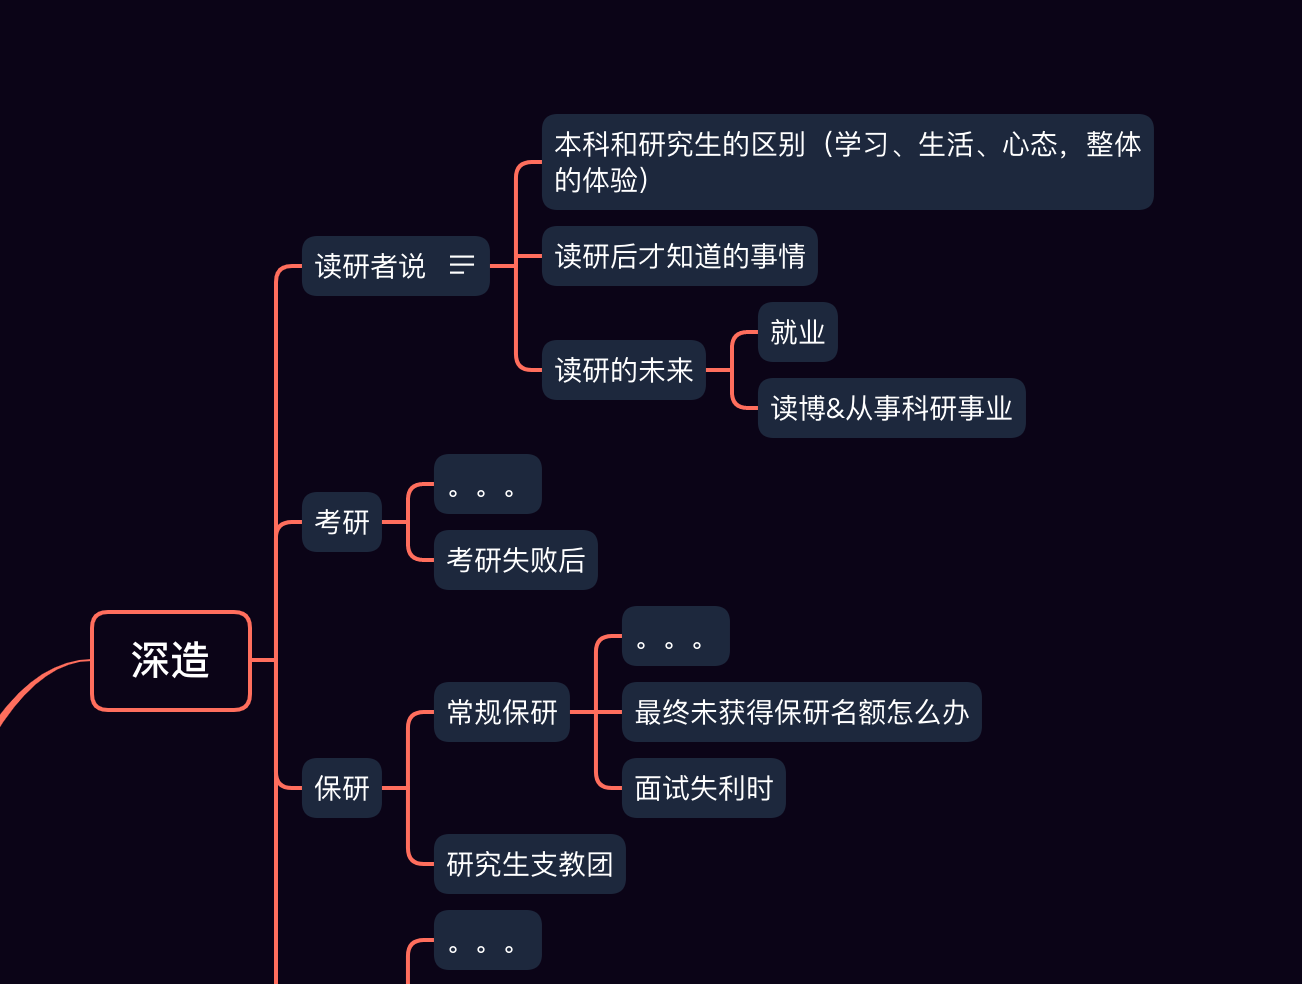 本科和研究生的区别（学习、生活、心态，整体
的体验）
读研者说
读研后才知道的事情
就业
读研的未来
读博&从事科研事业
。。。
考研
考研失败后
。。。
深造
常规保研
最终未获得保研名额怎么办
保研
面试失利时
研究生支教团
。。。